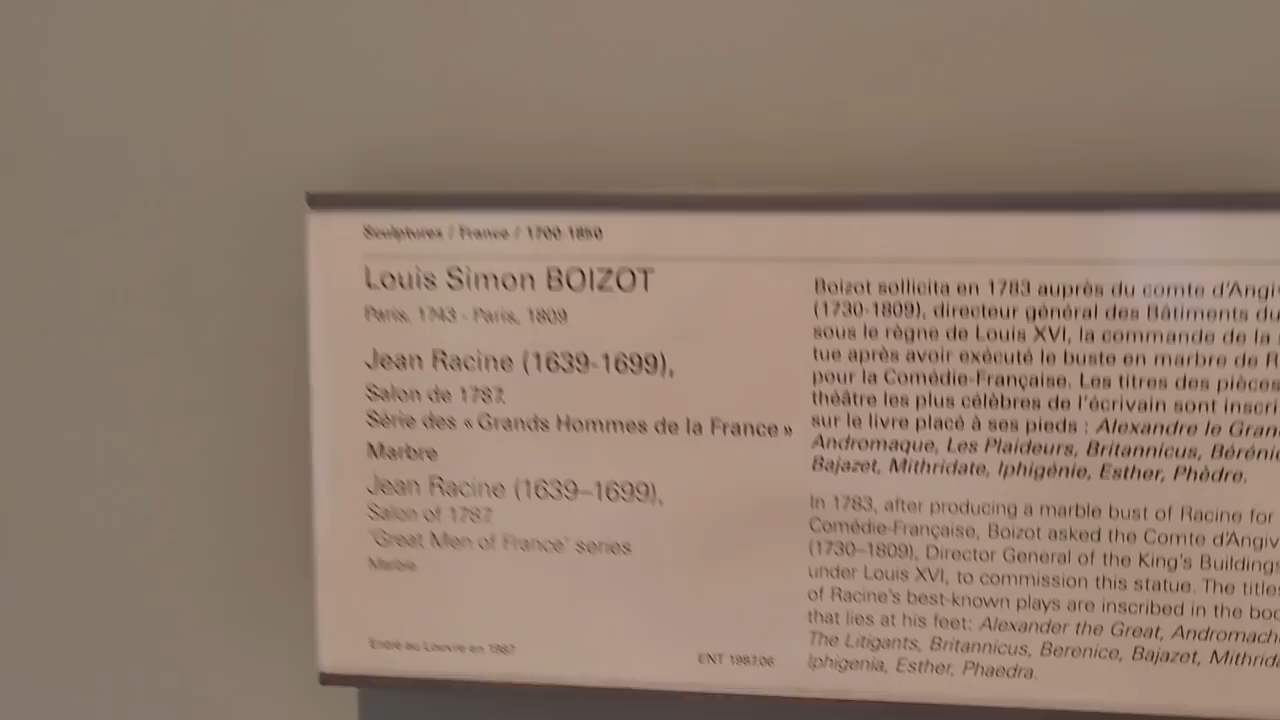 Sculptures / France / 1700-1850
Louis Simon BOIZOT
Paris, 1743 - Paris, 1809
Jean Racine (1639-1699),
Salon de 1787
Série des « Grands Hommes de la France »
Marbre
Jean Racine (1639–1699),
Salon of 1787
'Great Men of France' series
Marble
Entré au Louvre en 1987
ENT 1987.06
Boizot sollicita en 1783 auprès du comte d'Angi
(1730-1809), directeur général des Bâtiments du
sous le règne de Louis XVI, la commande de la
tue après avoir exécuté le buste en marbre de R
pour la Comédie-Française. Les titres des pièces
théâtre les plus célèbres de l'écrivain sont inscri
sur le livre placé à ses pieds : Alexandre le Gran
Andromaque, Les Plaideurs, Britannicus, Béréni
Bajazet, Mithridate, Iphigénie, Esther, Phèdre.
In 1783, after producing a marble bust of Racine for
Comédie-Française, Boizot asked the Comte d'Angiv
(1730–1809), Director General of the King's Buildings
under Louis XVI, to commission this statue. The title
of Racine's best-known plays are inscribed in the boo
that lies at his feet: Alexander the Great, Andromach
The Litigants, Britannicus, Berenice, Bajazet, Mithrid
Iphigenia, Esther, Phaedra.